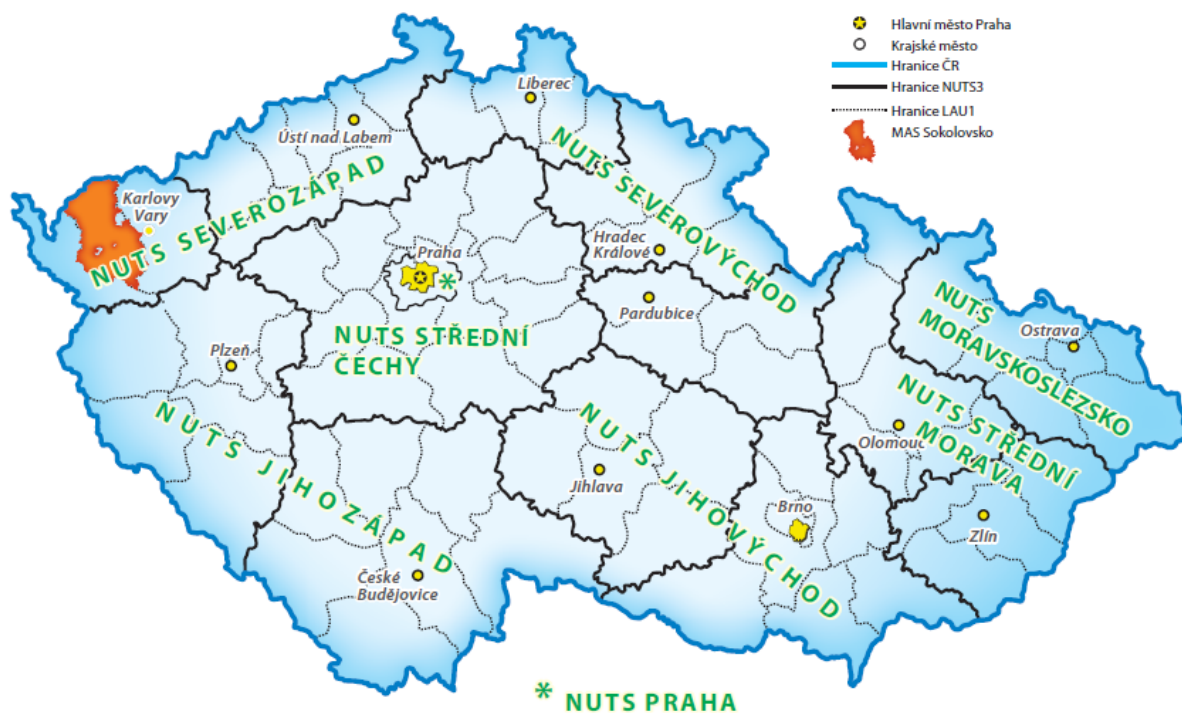 Hlavní město Praha
Krajské město
Hranice ČR
Hranice NUTS3
Hranice LAU1
MAS Sokolovsko
Liberec
Ústí nad Labem
NUTS SEVEROZÁPAD
NUTS SEVEROVÝCHOD
Karlovy
Vary
Hradec
Králové
Praha
*
Pardubice
NUTS
MORAVSKOSLEZSKO
Ostrava
NUTS STŘEDNÍ
ČECHY
Plzeň
NUTS JIHOZÁPAD
NUTS JIHOVÝCHOD
NUTS STŘEDNÍ
MORAVA
Olomouc
Jihlava
Brno
Zlín
České
Budějovice
* NUTS PRAHA